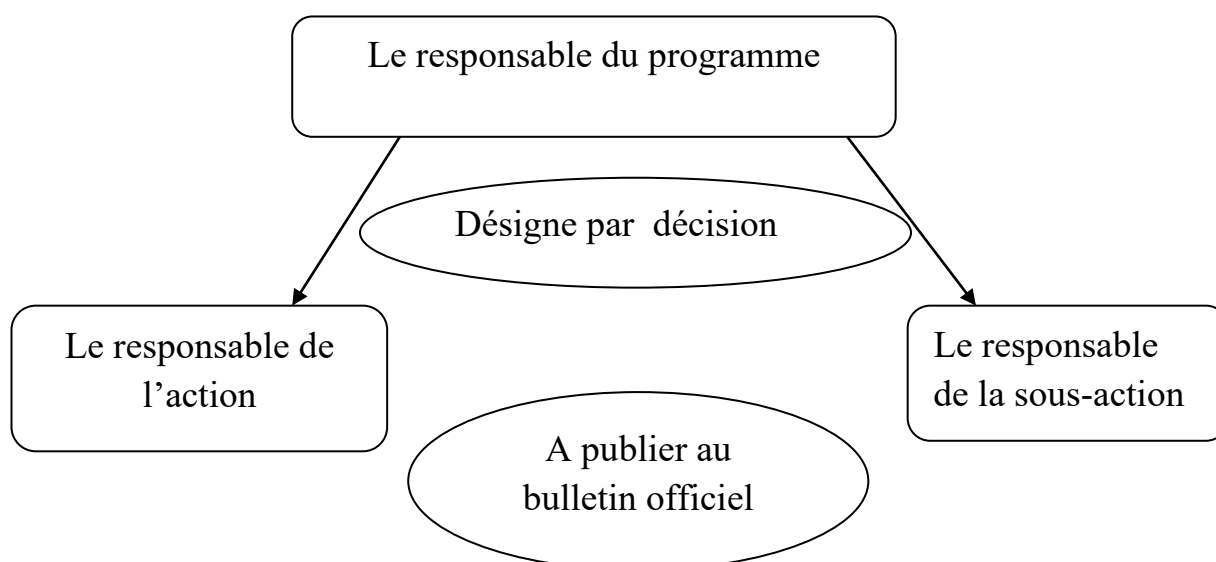 Le responsable du programme
Désigne par  décision
Le responsable de
l’action
Le responsable
de la sous-action
A publier au
bulletin officiel